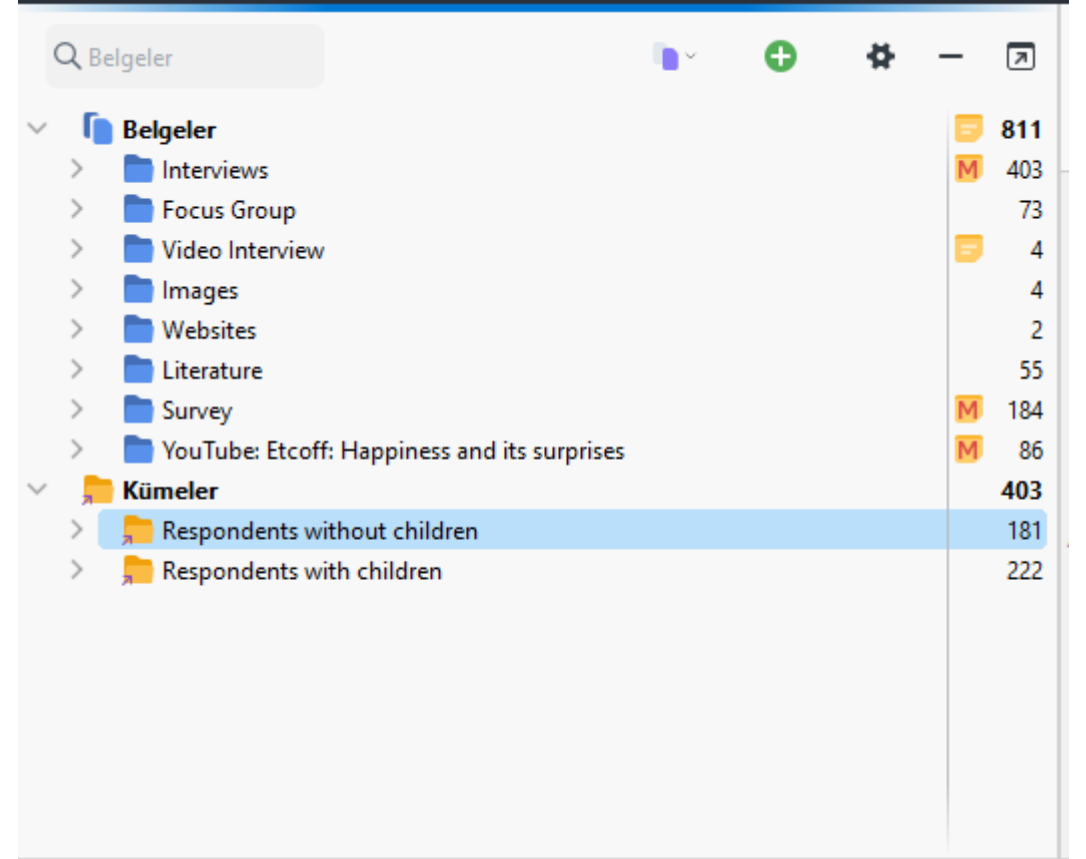 Belgeler
Belgeler 811
Interviews M 403
Focus Group 73
Video Interview 4
Images 4
Websites 2
Literature 55
Survey M 184
YouTube: Etcoff: Happiness and its surprises M 86
Kümeler 403
Respondents without children 181
Respondents with children 222